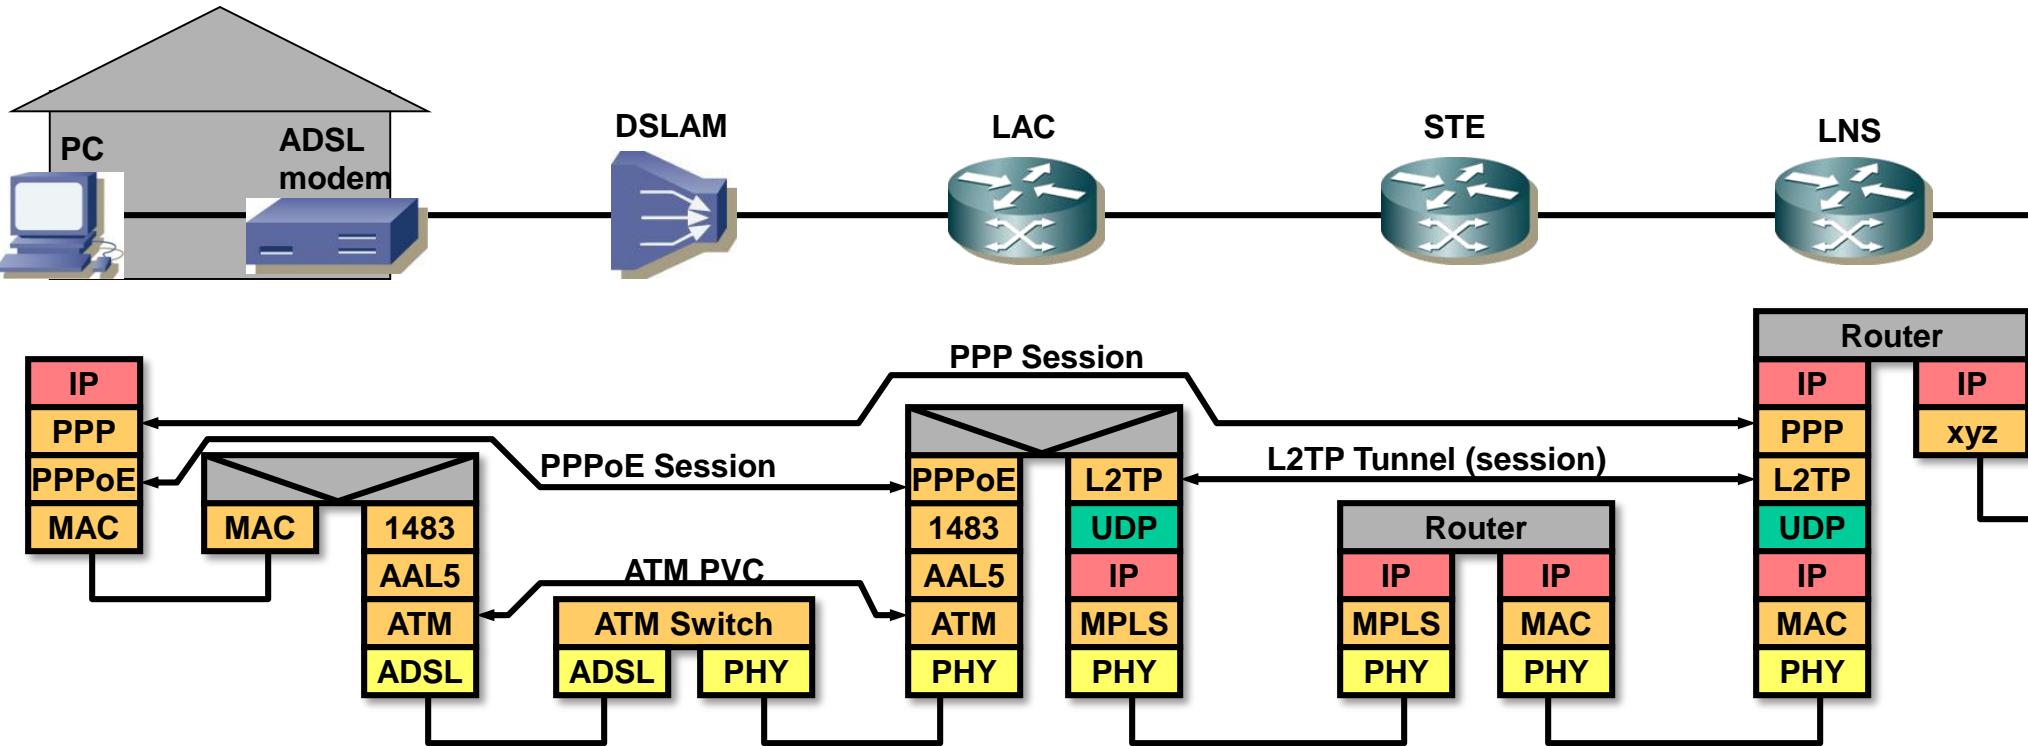 PC
ADSL
modem
DSLAM
LAC
STE
LNS
PPP Session
PPPoE Session
ATM PVC
L2TP Tunnel (session)
IP
PPP
PPPoE
MAC
MAC
1483
AAL5
ATM
ADSL
ATM Switch
ADSL
PHY
PPPoE
1483
AAL5
ATM
PHY
L2TP
UDP
IP
MPLS
PHY
Router
IP
MPLS
PHY
IP
MAC
PHY
Router
IP
PPP
L2TP
UDP
IP
MAC
PHY
IP
xyz